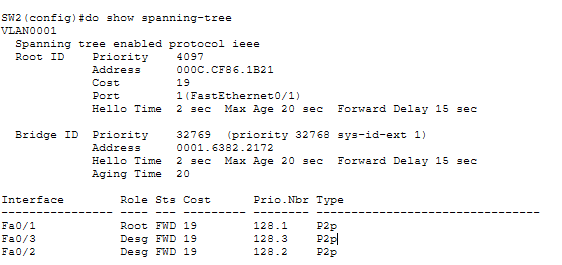 SW2(config)#do show spanning-tree
VLAN0001
Spanning tree enabled protocol ieee
Root ID Priority 4097
Address 000C.CF86.1B21
Cost 19
Port 1(FastEthernet0/1)
Hello Time 2 sec Max Age 20 sec Forward Delay 15 sec
Bridge ID Priority 32769 (priority 32768 sys-id-ext 1)
Address 0001.6382.2172
Hello Time 2 sec Max Age 20 sec Forward Delay 15 sec
Aging Time 20
Interface Role Sts Cost Prio.Nbr Type
---------------- ---- --- --------- -------- --------------------------------
Fa0/1 Root FWD 19 128.1 P2p
Fa0/3 Desg FWD 19 128.3 P2p
Fa0/2 Desg FWD 19 128.2 P2p